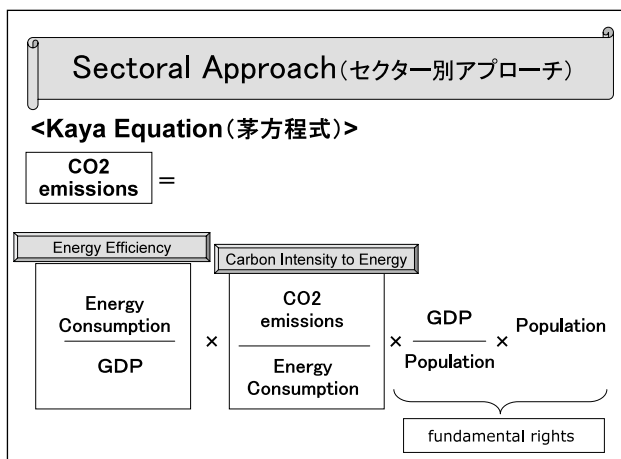 Sectoral Approach(セクター別アプローチ)
<Kaya Equation(茅方程式)>
CO2
emissions
=
Energy Efficiency
Energy
Consumption
GDP
×
Carbon Intensity to Energy
CO2
emissions
Energy
Consumption
×
GDP
Population
×
Population
fundamental rights